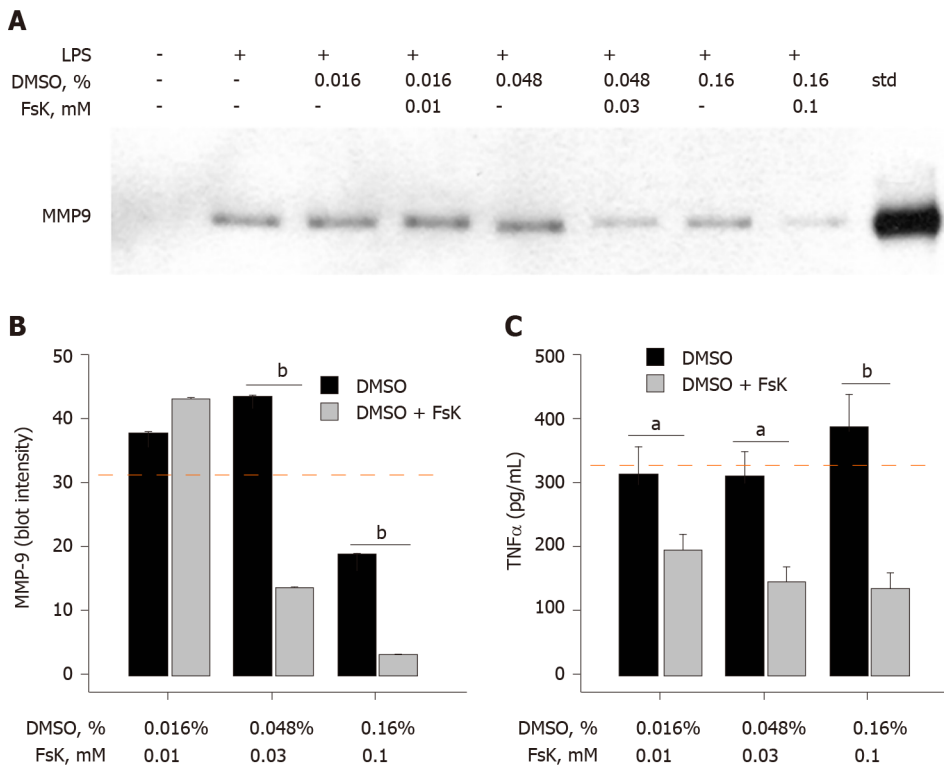 A
LPS - + + + + + + +
DMSO, % - - 0.016 0.016 0.048 0.048 0.16 0.16 std
FsK, mM - - - 0.01 - 0.03 - 0.1
MMP9
B
MMP-9 (blot intensity)
50
40
30
20
10
0
b
b
DMSO
DMSO + FsK
DMSO, % 0.016% 0.048% 0.16%
FsK, mM 0.01 0.03 0.1
C
TNFα (pg/mL)
500
400
300
200
100
0
DMSO
DMSO + FsK
a
a
b
DMSO, % 0.016% 0.048% 0.16%
FsK, mM 0.01 0.03 0.1